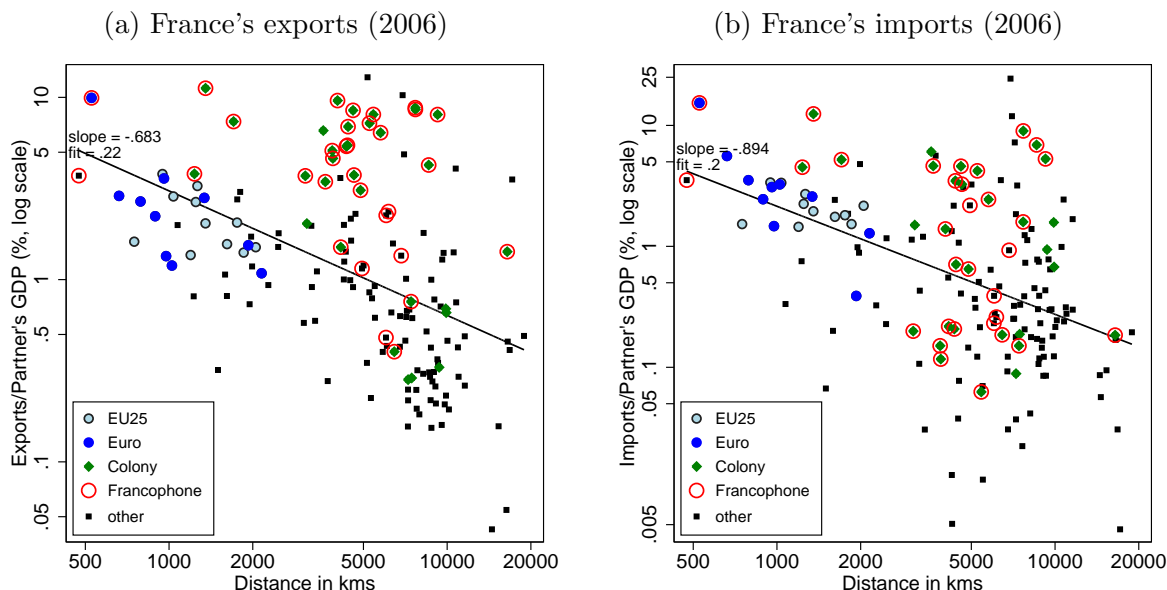 (a) France's exports (2006)
Exports/Partner's GDP (%, log scale)
10
5
1
.5
.1
.05
slope = -.683
fit = .22
EU25
Euro
Colony
Francophone
other
500 1000 2000 5000 10000 20000
Distance in kms
(b) France's imports (2006)
Imports/Partner's GDP (%, log scale)
25
10
5
1
.5
.1
.05
.005
slope = -.894
fit = .2
EU25
Euro
Colony
Francophone
other
500 1000 2000 5000 10000 20000
Distance in kms